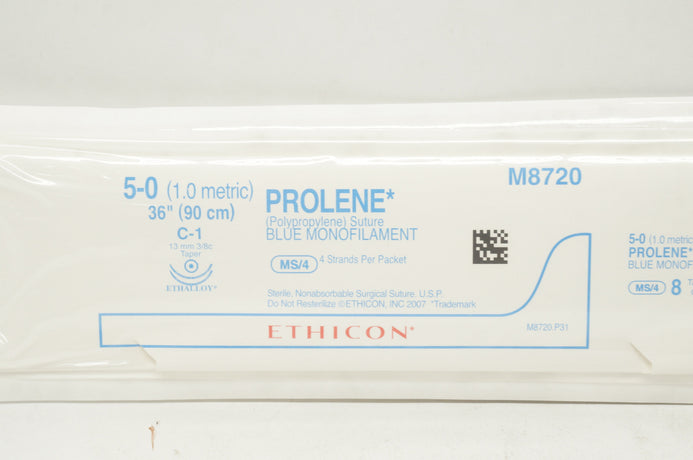 5-0 (1.0 metric)
36" (90 cm)
C-1
13 mm 3/8c
Taper
ETHALLOY*
PROLENE*
(Polypropylene) Suture
BLUE MONOFILAMENT
MS/4 4 Strands Per Packet
Sterile, Nonabsorbable Surgical Suture, U.S.P.
Do Not Resterilize ©ETHICON, INC 2007 *Trademark
M8720
ETHICON*
M8720.P31
5-0 (1.0 metric
PROLENE*
BLUE MONOF
MS/4 8